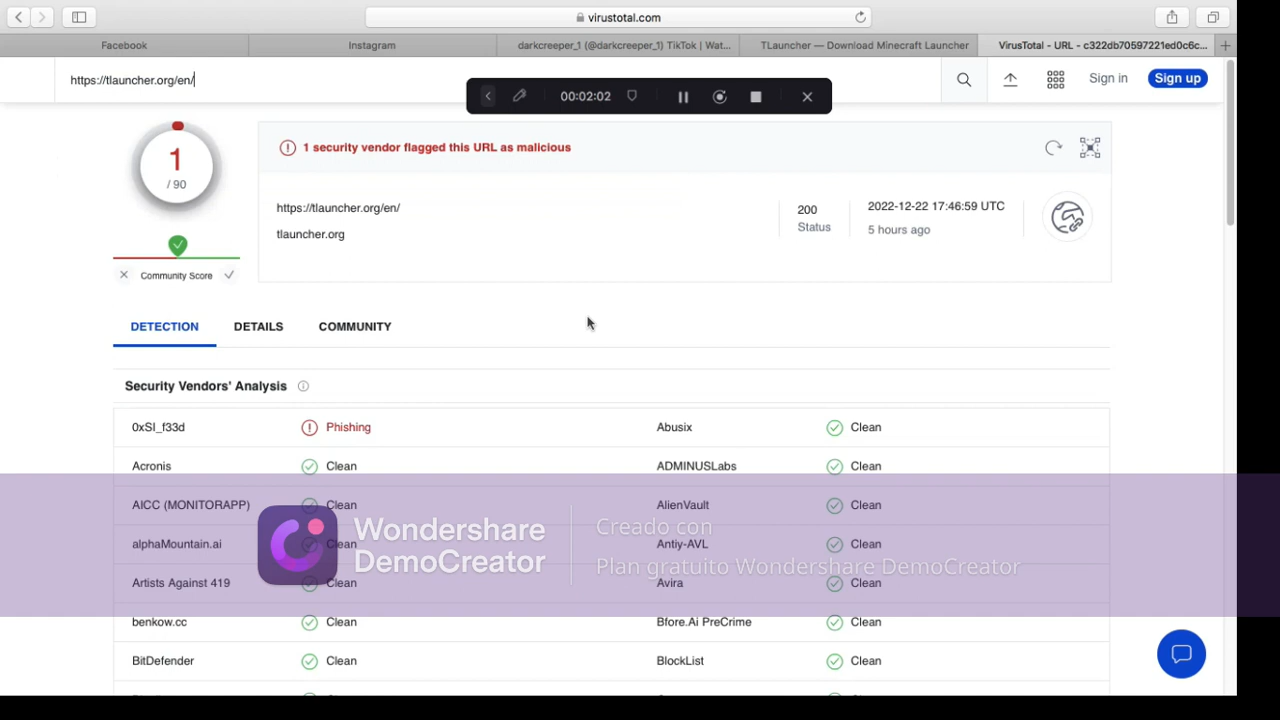 virustotal.com
Facebook
Instagram
darkcreeper_1 (@darkcreeper_1) TikTok | Wat...
TLauncher — Download Minecraft Launcher
VirusTotal - URL - c322db70597221ed0c6c...
https://tlauncher.org/en/
00:02:02
Sign in
Sign up
1
/ 90
1 security vendor flagged this URL as malicious
https://tlauncher.org/en/
tlauncher.org
200
Status
2022-12-22 17:46:59 UTC
5 hours ago
Community Score
DETECTION DETAILS COMMUNITY
Security Vendors' Analysis
0xSI_f33d Phishing Abusix Clean
Acronis Clean ADMINUSLabs Clean
AICC (MONITORAPP) Clean AlienVault Clean
alphaMountain.ai Clean Antiy-AVL Clean
Artists Against 419 Clean Avira Clean
Wondershare
DemoCreator
Creado con
Plan gratuito Wondershare DemoCreator
benkow.cc Clean Bfore.Ai PreCrime Clean
BitDefender Clean BlockList Clean